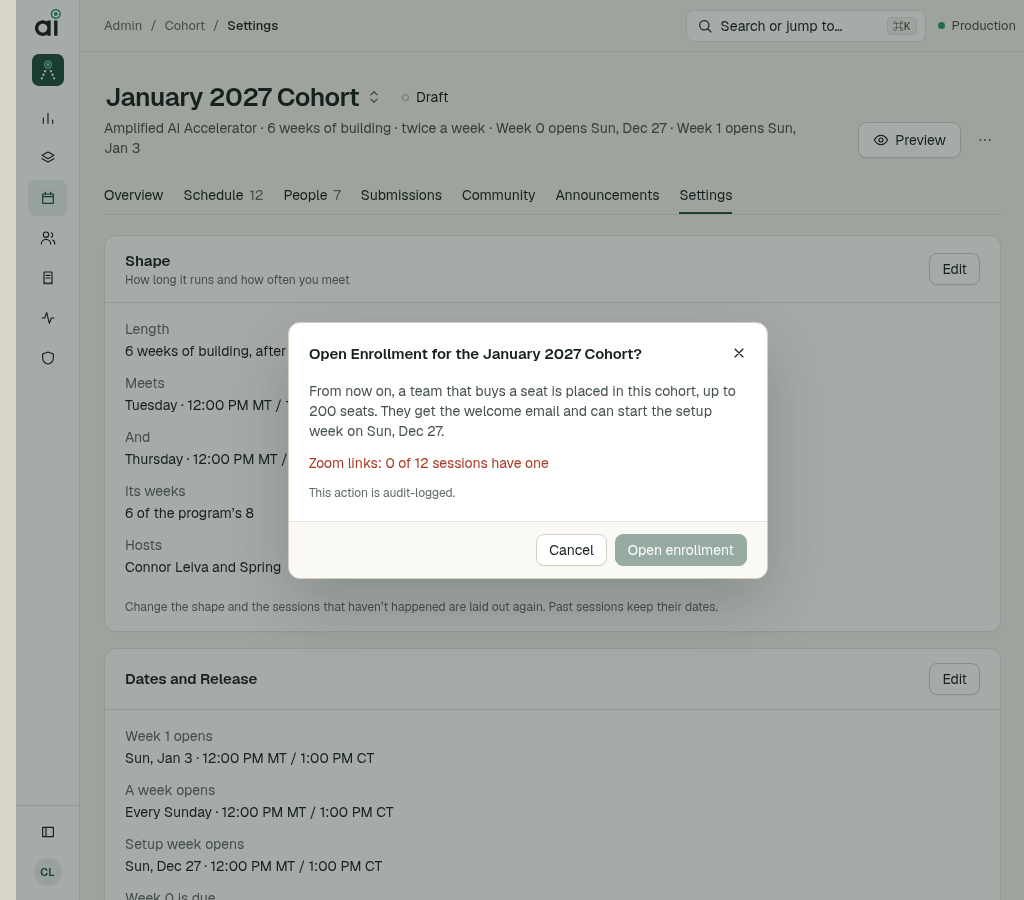 ai
Admin / Cohort / Settings
Search or jump to... ⌘K
Production
January 2027 Cohort
Draft
Amplified AI Accelerator · 6 weeks of building · twice a week · Week 0 opens Sun, Dec 27 · Week 1 opens Sun,
Jan 3
Preview
Overview Schedule 12 People 7 Submissions Community Announcements Settings
Shape
How long it runs and how often you meet
Edit
Length
6 weeks of building, after
Meets
Tuesday · 12:00 PM MT /
And
Thursday · 12:00 PM MT /
Its weeks
6 of the program's 8
Hosts
Connor Leiva and Spring
Change the shape and the sessions that haven't happened are laid out again. Past sessions keep their dates.
Open Enrollment for the January 2027 Cohort?
From now on, a team that buys a seat is placed in this cohort, up to
200 seats. They get the welcome email and can start the setup
week on Sun, Dec 27.
Zoom links: 0 of 12 sessions have one
This action is audit-logged.
Cancel
Open enrollment
Dates and Release
Edit
Week 1 opens
Sun, Jan 3 · 12:00 PM MT / 1:00 PM CT
A week opens
Every Sunday · 12:00 PM MT / 1:00 PM CT
Setup week opens
Sun, Dec 27 · 12:00 PM MT / 1:00 PM CT
Week 0 is due
CL